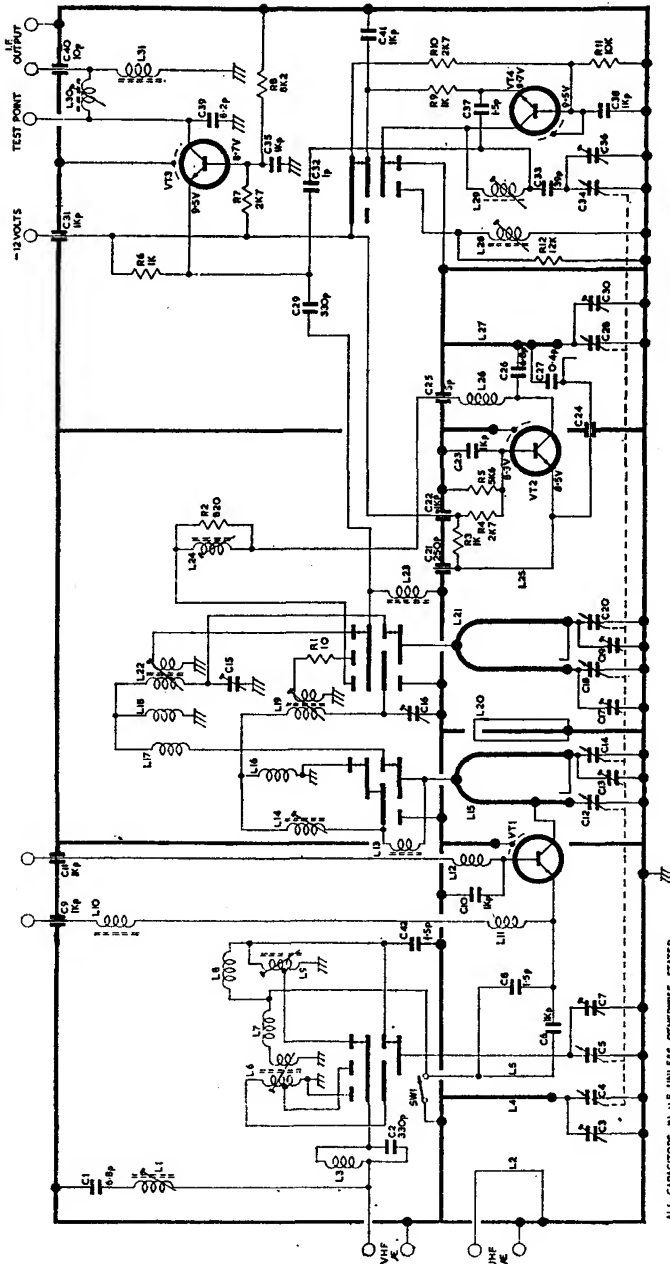 I.F. OUTPUT
TEST POINT
-12 VOLTS
C40
10p
L30
L31
C39
6·2p
R8
8K2
C41
1Kp
R10
2K7
R11
10K
VT3
8·7V
9·5V
C35
1Kp
R7
2K7
C31
1Kp
R6
1K
C32
1p
C29
330p
R9
1K
C37
1·5p
VT4
8·7V
9·5V
C38
1Kp
L29
C33
C36
C34
L28
R12
12K
C30
L27
C28
C26
C27
0·4p
L26
C25
C24
C23
1Kp
R5
5K6
VT2
8·5V
C22
1Kp
R4
2K7
R3
1K
C21
250p
L25
R2
820
L24
L23
L22
C15
R1
10
L18
L19
C16
L17
L16
L14
L13
L21
C20
C19
C18
C17
L20
L15
C14
C13
C12
VT1
C11
1Kp
C9
1Kp
L10
L12
C10
1Kp
L11
C42
1·5p
L8
L9
L7
L6
SW1
C8
1·5p
C6
1Kp
C7
L5
C5
L4
C4
C3
C1
6·8p
L1
L3
C2
330p
L2
VHF
Æ
UHF
Æ
ALL CAPACITORS IN µF UNLESS OTHERWISE STATED